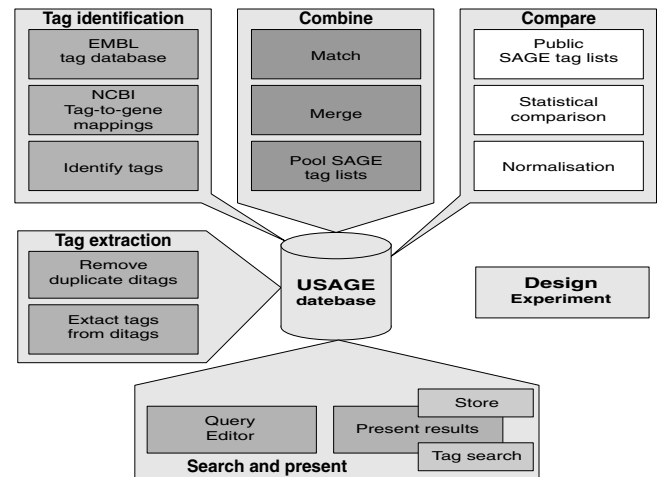 Tag identification
EMBL
tag database
NCBI
Tag-to-gene
mappings
Identify tags
Combine
Match
Merge
Pool SAGE
tag lists
Compare
Public
SAGE tag lists
Statistical
comparison
Normalisation
Tag extraction
Remove
duplicate ditags
Extact tags
from ditags
USAGE
datebase
Design
Experiment
Query
Editor
Store
Present results
Tag search
Search and present